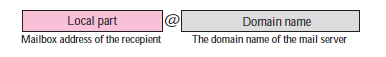 Local part @ Domain name
Mailbox address of the recepient The domain name of the mail server